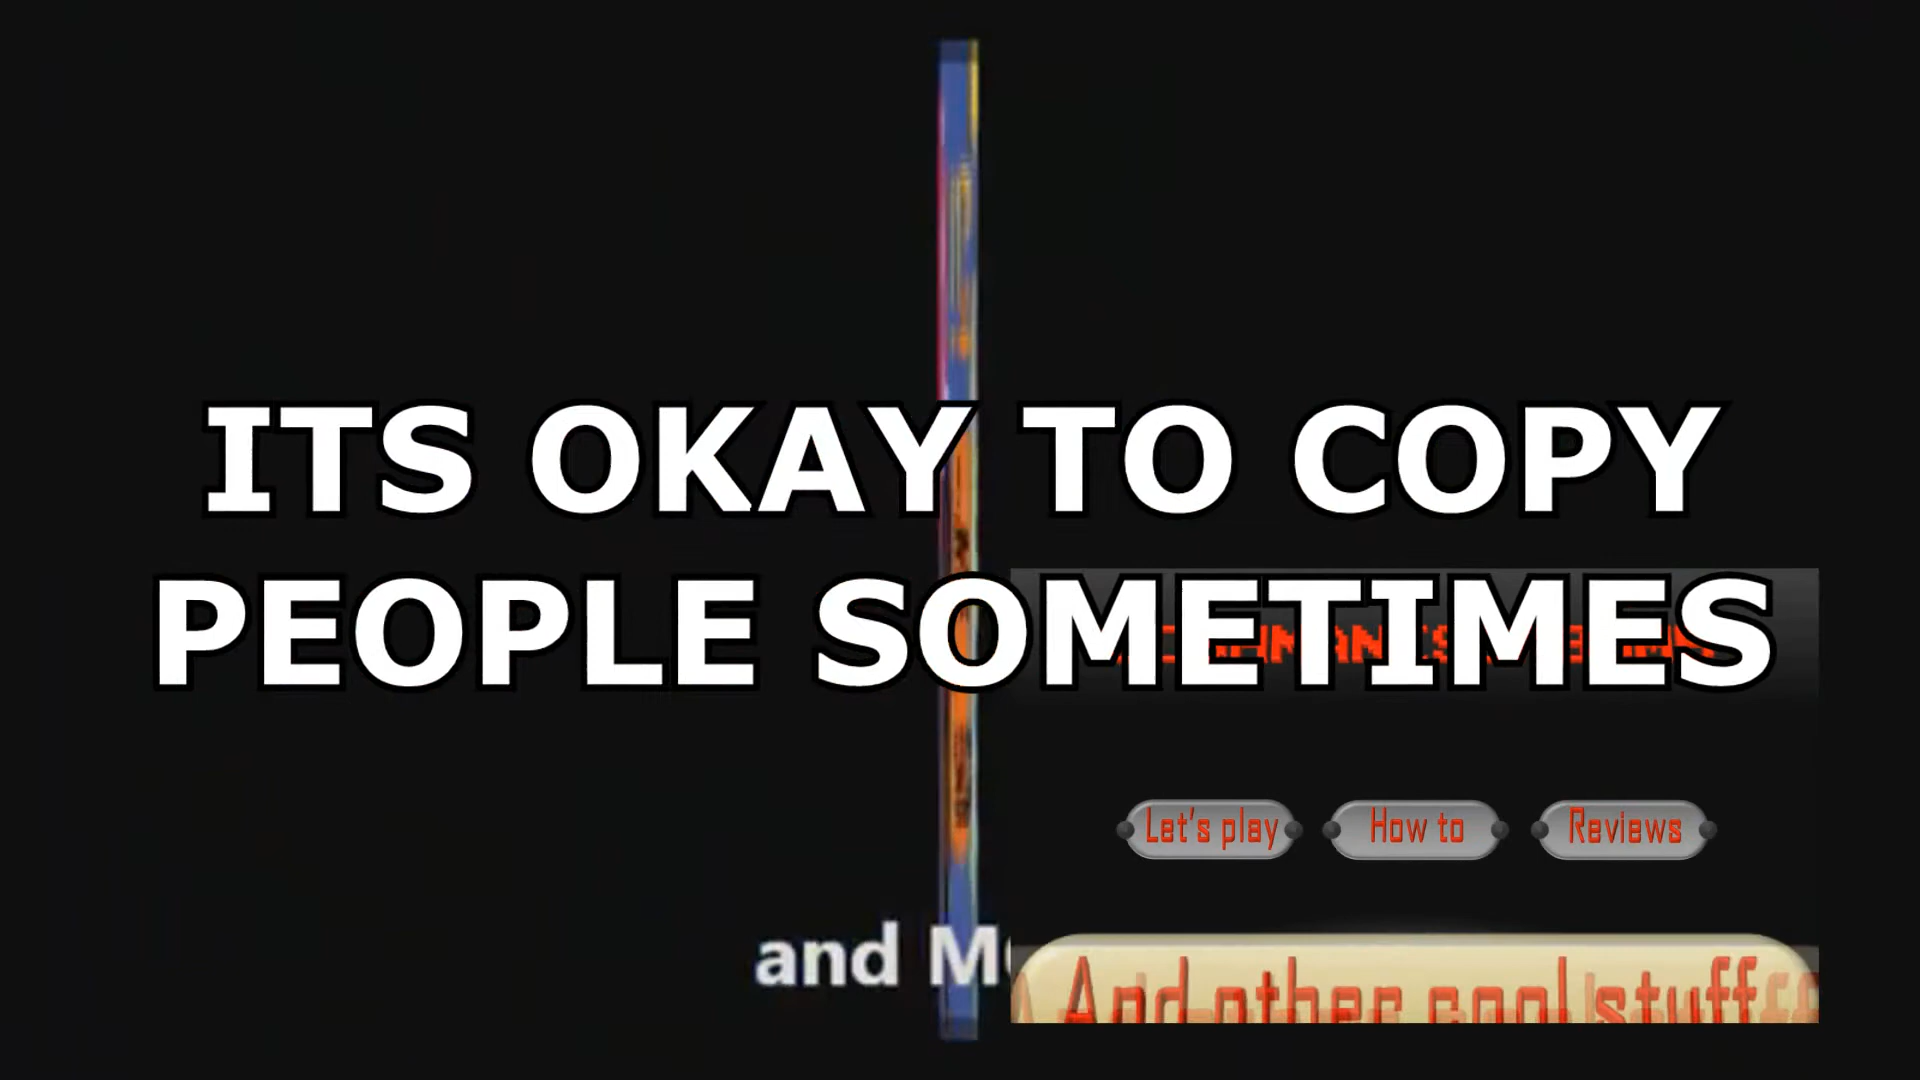 ITS OKAY TO COPY
PEOPLE SOMETIMES
Let's play
How to
Reviews
and
And other cool stuff